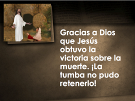 Gracias a Dios
que Jesús
obtuvo la
victoria sobre la
muerte. ¡La
tumba no pudo
retenerlo!